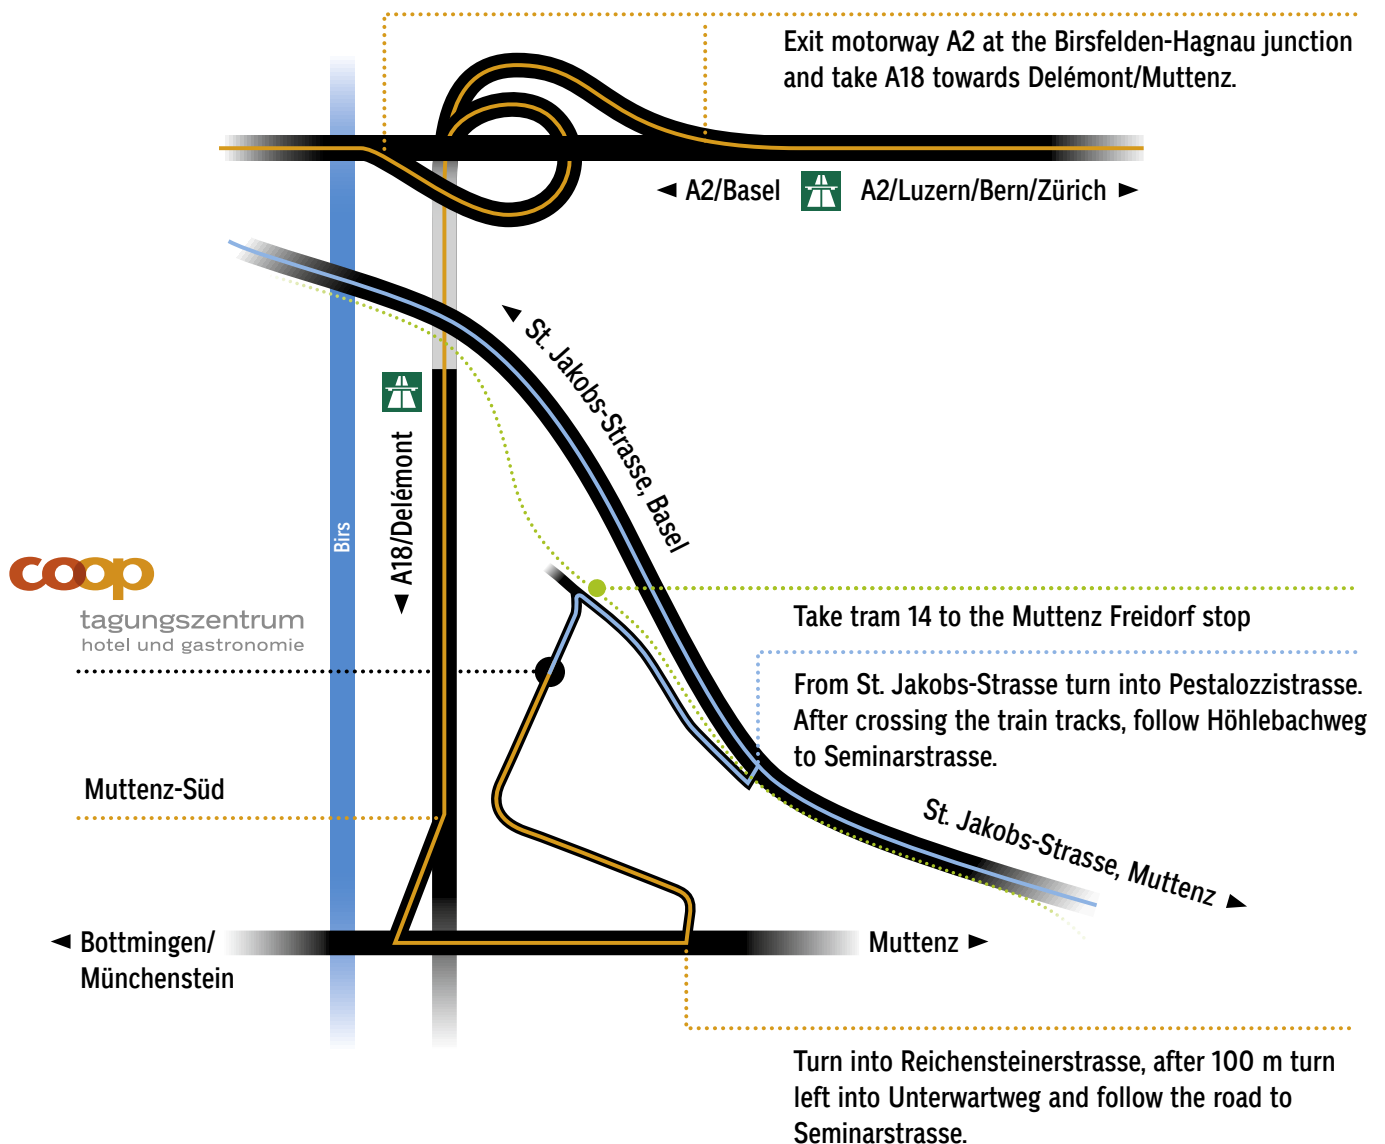 Exit motorway A2 at the Birsfelden-Hagnau junction
and take A18 towards Delémont/Muttenz.
A2/Basel
A2/Luzern/Bern/Zürich
St. Jakobs-Strasse, Basel
A18/Delémont
Birs
coop
tagungszentrum
hotel und gastronomie
Take tram 14 to the Muttenz Freidorf stop
From St. Jakobs-Strasse turn into Pestalozzistrasse.
After crossing the train tracks, follow Höhlebachweg
to Seminarstrasse.
Muttenz-Süd
St. Jakobs-Strasse, Muttenz
Bottmingen/
Münchenstein
Muttenz
Turn into Reichensteinerstrasse, after 100 m turn
left into Unterwartweg and follow the road to
Seminarstrasse.